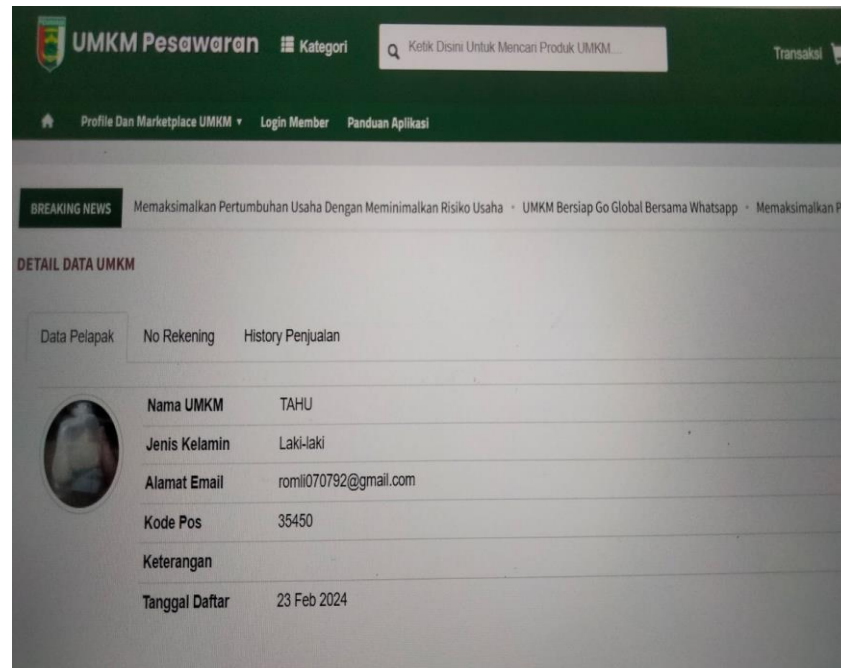 UMKM Pesawaran
Kategori
Ketik Disini Untuk Mencari Produk UMKM...
Transaksi
Profile Dan Marketplace UMKM
Login Member
Panduan Aplikasi
BREAKING NEWS
Memaksimalkan Pertumbuhan Usaha Dengan Meminimalkan Risiko Usaha • UMKM Bersiap Go Global Bersama Whatsapp • Memaksimalkan P
DETAIL DATA UMKM
Data Pelapak
No Rekening
History Penjualan
Nama UMKM TAHU
Jenis Kelamin Laki-laki
Alamat Email romli070792@gmail.com
Kode Pos 35450
Keterangan
Tanggal Daftar 23 Feb 2024